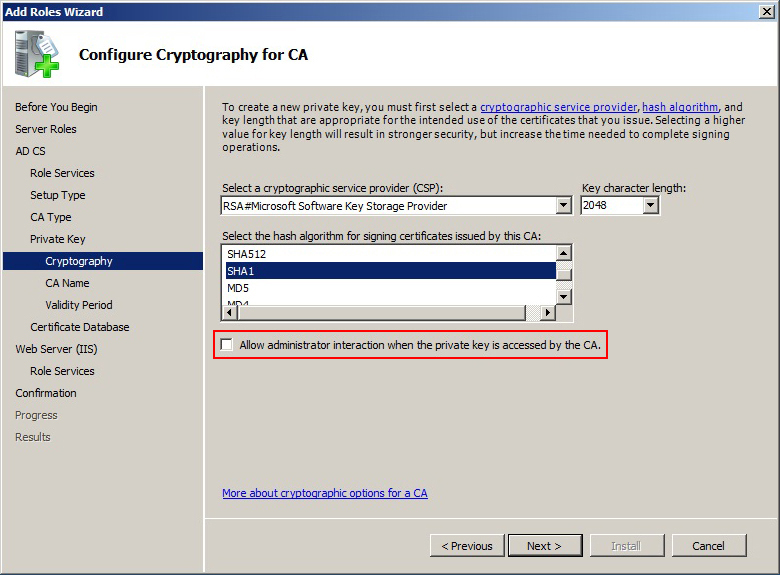 Add Roles Wizard
Configure Cryptography for CA
Before You Begin
Server Roles
AD CS
Role Services
Setup Type
CA Type
Private Key
Cryptography
CA Name
Validity Period
Certificate Database
Web Server (IIS)
Role Services
Confirmation
Progress
Results
To create a new private key, you must first select a cryptographic service provider, hash algorithm, and
key length that are appropriate for the intended use of the certificates that you issue. Selecting a higher
value for key length will result in stronger security, but increase the time needed to complete signing
operations.
Select a cryptographic service provider (CSP):
Key character length:
RSA#Microsoft Software Key Storage Provider
2048
Select the hash algorithm for signing certificates issued by this CA:
SHA512
SHA1
MD5
MD4
Allow administrator interaction when the private key is accessed by the CA.
More about cryptographic options for a CA
< Previous
Next >
Install
Cancel